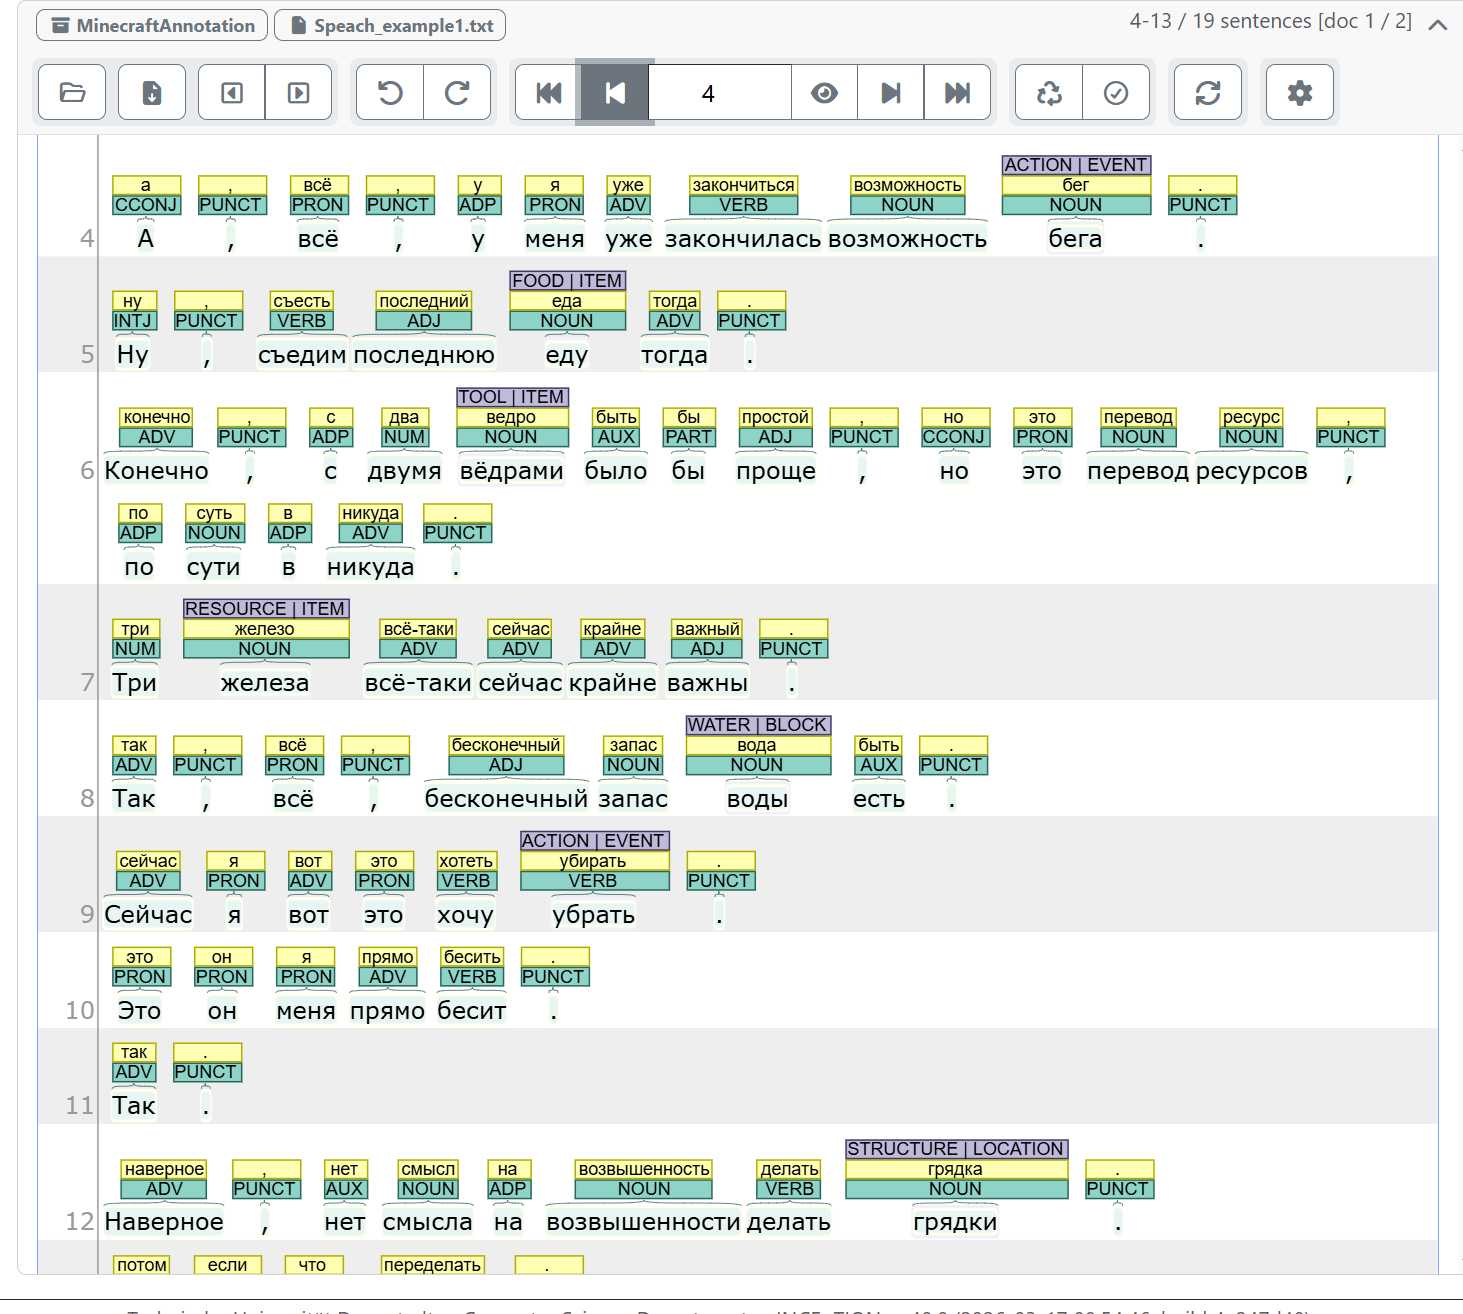 MinecraftAnnotation Speach_example1.txt 4-13 / 19 sentences [doc 1 / 2]
4
ACTION | EVENT
а , всё , у я уже закончиться возможность бег .
CCONJ PUNCT PRON PUNCT ADP PRON ADV VERB NOUN NOUN PUNCT
4 А , всё , у меня уже закончилась возможность бега .
FOOD | ITEM
ну , съесть последний еда тогда .
INTJ PUNCT VERB ADJ NOUN ADV PUNCT
5 Ну , съедим последнюю еду тогда .
TOOL | ITEM
конечно , с два ведро быть бы простой , но это перевод ресурс ,
ADV PUNCT ADP NUM NOUN AUX PART ADJ PUNCT CCONJ PRON NOUN NOUN PUNCT
6 Конечно , с двумя вёдрами было бы проще , но это перевод ресурсов ,
по суть в никуда .
ADP NOUN ADP ADV PUNCT
по сути в никуда .
RESOURCE | ITEM
три железо всё-таки сейчас крайне важный .
NUM NOUN ADV ADV ADV ADJ PUNCT
7 Три железа всё-таки сейчас крайне важны .
WATER | BLOCK
так , всё , бесконечный запас вода быть .
ADV PUNCT PRON PUNCT ADJ NOUN NOUN AUX PUNCT
8 Так , всё , бесконечный запас воды есть .
ACTION | EVENT
сейчас я вот это хотеть убирать .
ADV PRON ADV PRON VERB VERB PUNCT
9 Сейчас я вот это хочу убрать .
это он я прямо бесить .
PRON PRON PRON ADV VERB PUNCT
10 Это он меня прямо бесит .
так .
ADV PUNCT
11 Так .
STRUCTURE | LOCATION
наверное , нет смысл на возвышенность делать грядка .
ADV PUNCT AUX NOUN ADP NOUN VERB NOUN PUNCT
12 Наверное , нет смысла на возвышенности делать грядки .
потом если что переделать .